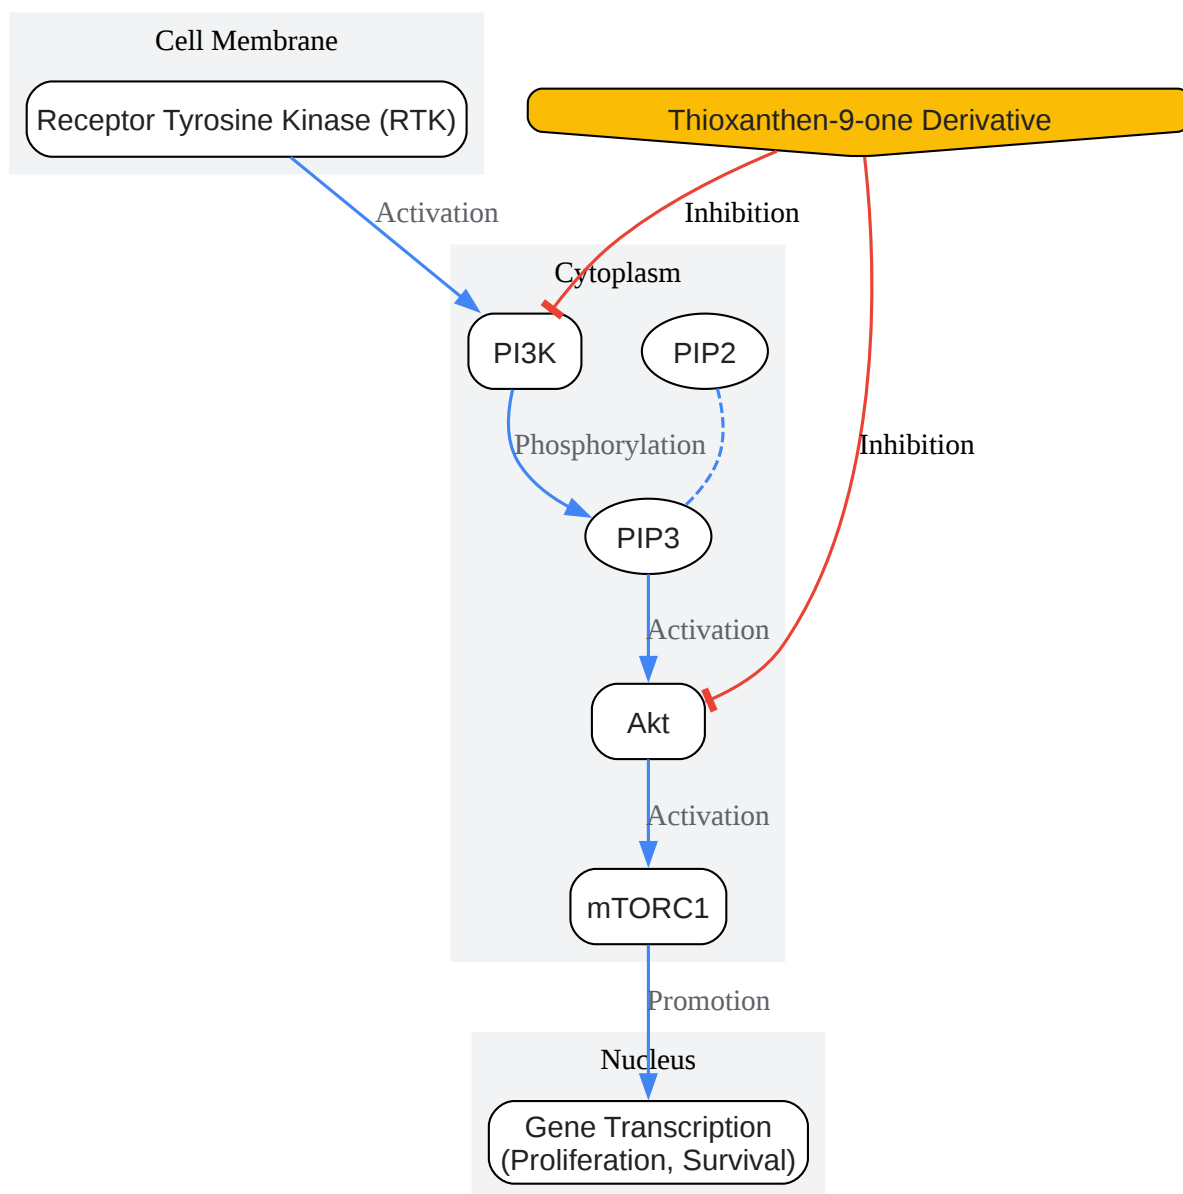 Cell Membrane
Receptor Tyrosine Kinase (RTK)
Thioxanthen-9-one Derivative
Activation
Inhibition
Cytoplasm
PI3K
PIP2
Phosphorylation
Inhibition
PIP3
Activation
Akt
Activation
mTORC1
Promotion
Nucleus
Gene Transcription
(Proliferation, Survival)